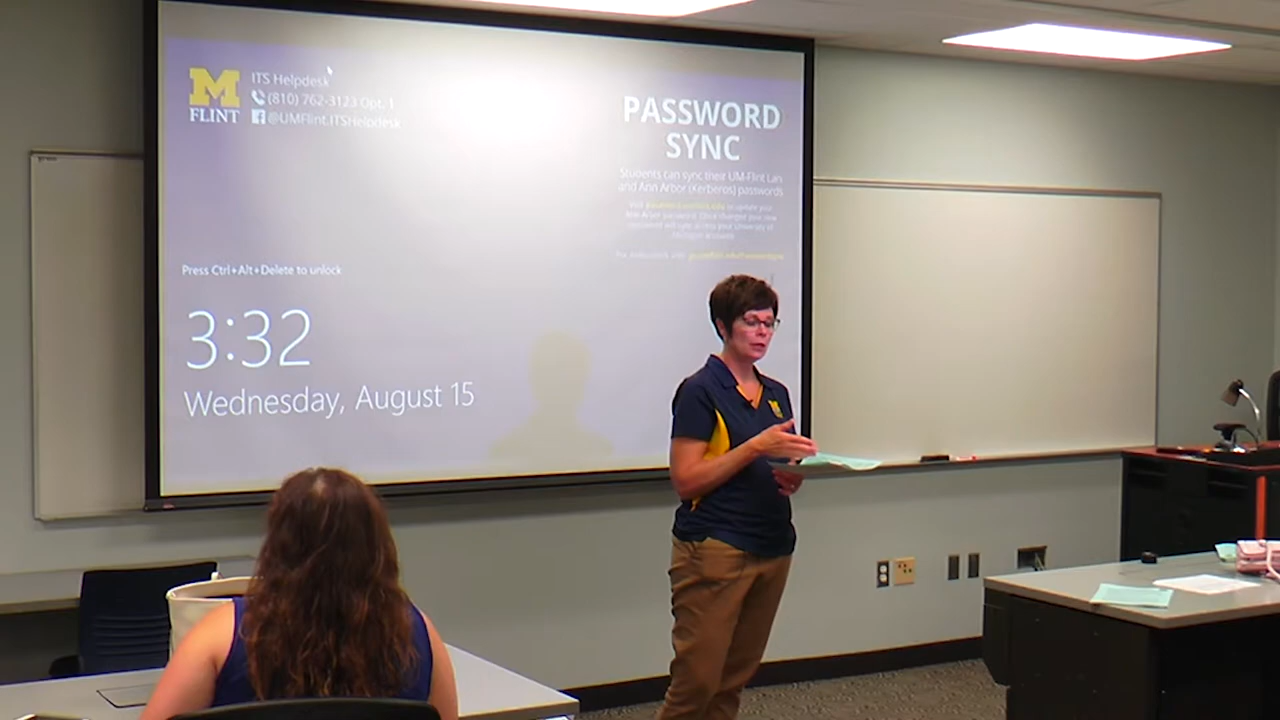 M
FLINT
ITS Helpdesk
(810) 762-3123 Opt. 1
@UMFlint.ITSHelpdesk
PASSWORD
SYNC
Students can sync their UM-Flint Lan
and Ann Arbor (Kerberos) passwords
Press Ctrl+Alt+Delete to unlock
3:32
Wednesday, August 15
M